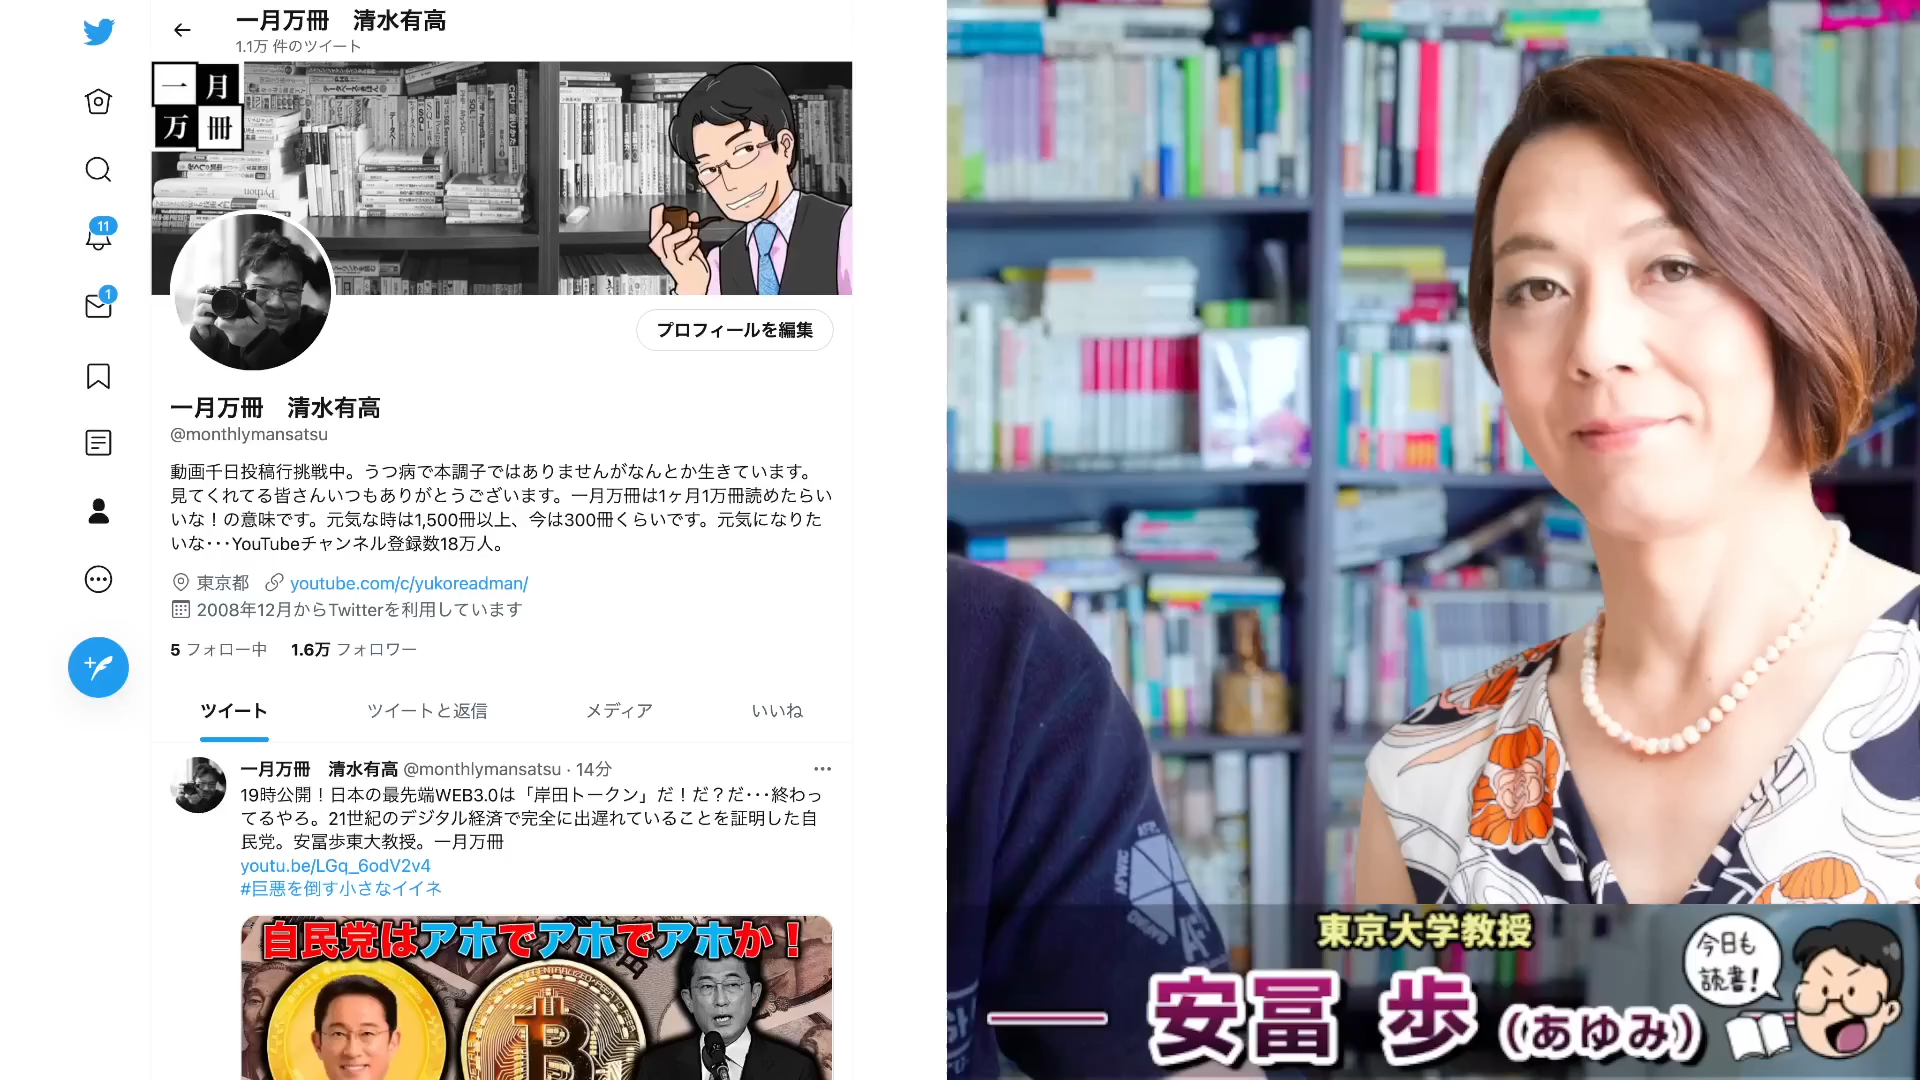 一月万冊　清水有高
1.1万 件のツイート
一月
万冊
11
1
プロフィールを編集
一月万冊　清水有高
@monthlymansatsu
動画千日投稿行挑戦中。うつ病で本調子ではありませんがなんとか生きています。
見てくれてる皆さんいつもありがとうございます。一月万冊は1ヶ月1万冊読めたらい
いな！の意味です。元気な時は1,500冊以上、今は300冊くらいです。元気になりた
いな･･･YouTubeチャンネル登録数18万人。
東京都 youtube.com/c/yukoreadman/
2008年12月からTwitterを利用しています
5 フォロー中 1.6万 フォロワー
ツイート ツイートと返信 メディア いいね
一月万冊　清水有高 @monthlymansatsu · 14分
19時公開！日本の最先端WEB3.0は「岸田トークン」だ！だ？だ･･･終わっ
てるやろ。21世紀のデジタル経済で完全に出遅れていることを証明した自
民党。安冨歩東大教授。一月万冊
youtu.be/LGq_6odV2v4
#巨悪を倒す小さなイイネ
自民党はアホでアホでアホか！
東京大学教授
安冨 歩 (あゆみ)
今日も
読書!